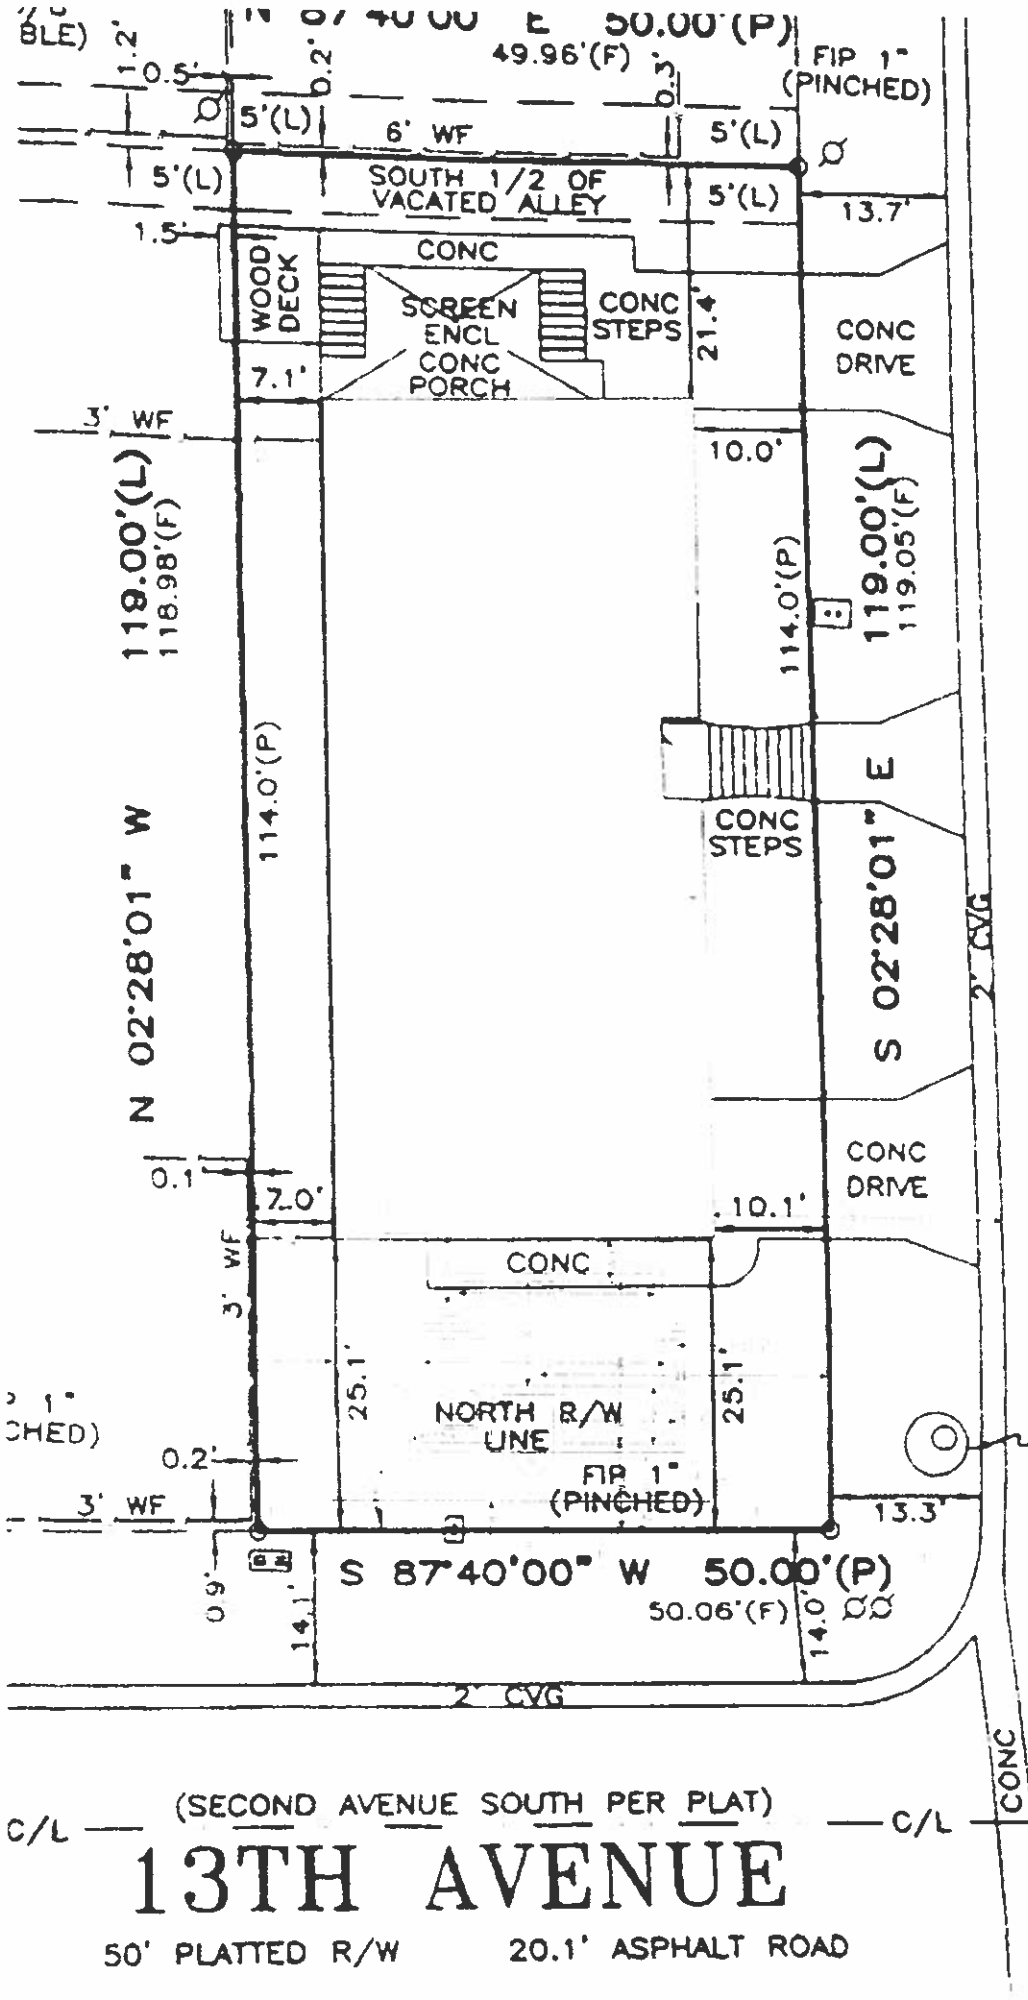 BLE)
1.2'
N 87°40'00" E 50.00'(P)
49.96'(F)
FIP 1"
(PINCHED)
0.5'
0.2'
0.3'
5'(L)
6' WF
5'(L)
5'(L)
SOUTH 1/2 OF
VACATED ALLEY
5'(L)
13.7'
1.5'
WOOD
DECK
CONC
SCREEN
ENCL
CONC
PORCH
CONC
STEPS
21.4'
CONC
DRIVE
7.1'
3' WF
10.0'
119.00'(L)
118.98'(F)
119.00'(L)
119.05'(F)
114.0'(P)
114.0'(P)
CONC
STEPS
N 02°28'01" W
S 02°28'01" E
2' CVG
0.1'
7.0'
10.1'
CONC
DRIVE
3' WF
CONC
25.1'
25.1'
1"
CHED)
NORTH R/W
LINE
FIP 1"
(PINCHED)
0.2'
3' WF
13.3'
S 87°40'00" W 50.00'(P)
50.06'(F)
0.9'
14.1'
14.0'
2' CVG
CONC
(SECOND AVENUE SOUTH PER PLAT)
C/L
C/L
13TH AVENUE
50' PLATTED R/W 20.1' ASPHALT ROAD